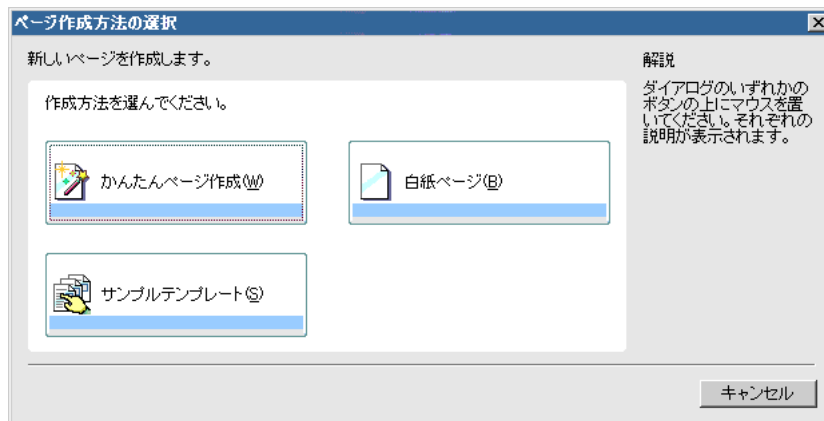 ページ作成方法の選択
新しいページを作成します。
作成方法を選んでください。
かんたんページ作成(W)
白紙ページ(B)
サンプルテンプレート(S)
解説
ダイアログのいずれかの
ボタンの上にマウスを置
いてください。それぞれの
説明が表示されます。
キャンセル